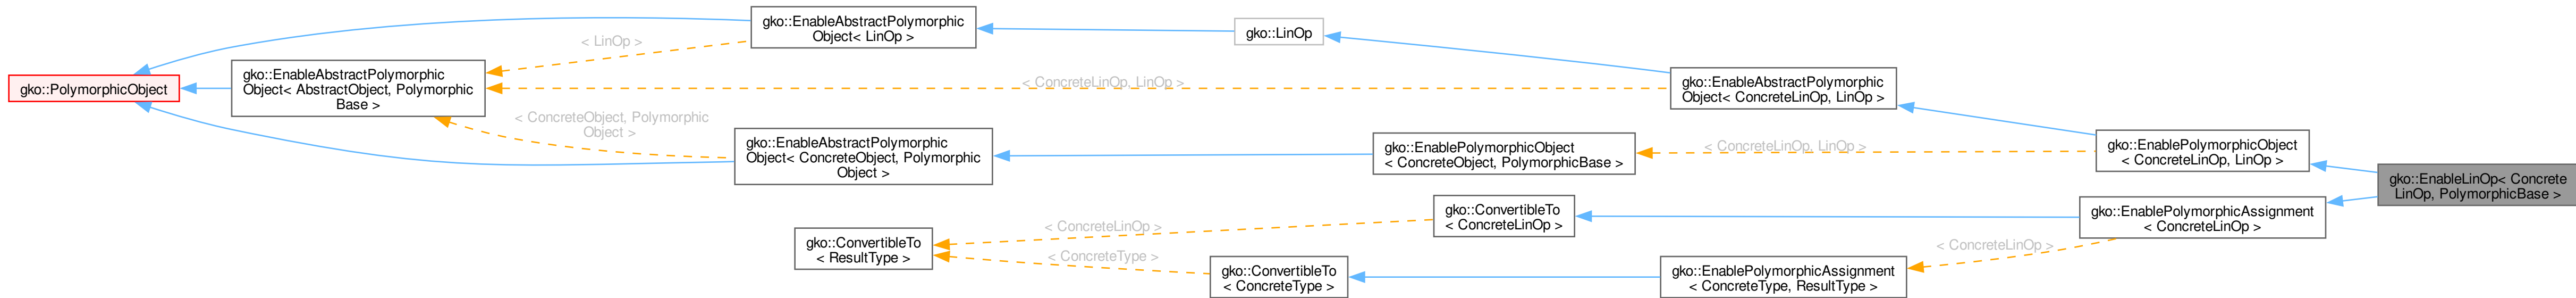 gko::PolymorphicObject
gko::EnableAbstractPolymorphic
Object< AbstractObject, Polymorphic
Base >
gko::EnableAbstractPolymorphic
Object< LinOp >
< LinOp >
gko::LinOp
< ConcreteLinOp, LinOp >
gko::EnableAbstractPolymorphic
Object< ConcreteLinOp, LinOp >
< ConcreteObject, Polymorphic
Object >
gko::EnableAbstractPolymorphic
Object< ConcreteObject, Polymorphic
Object >
gko::EnablePolymorphicObject
< ConcreteObject, PolymorphicBase >
< ConcreteLinOp, LinOp >
gko::EnablePolymorphicObject
< ConcreteLinOp, LinOp >
gko::EnableLinOp< Concrete
LinOp, PolymorphicBase >
gko::ConvertibleTo
< ResultType >
< ConcreteLinOp >
gko::ConvertibleTo
< ConcreteLinOp >
gko::EnablePolymorphicAssignment
< ConcreteLinOp >
< ConcreteType >
gko::ConvertibleTo
< ConcreteType >
gko::EnablePolymorphicAssignment
< ConcreteType, ResultType >
< ConcreteLinOp >